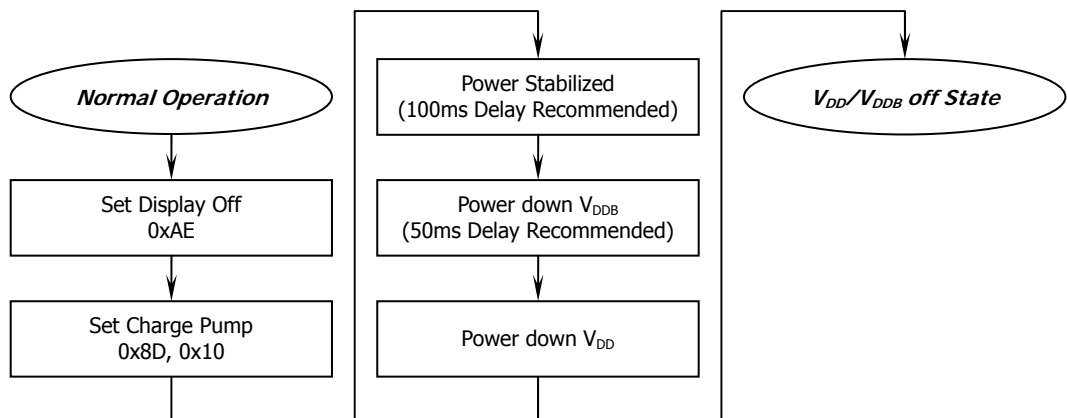 Normal Operation
Set Display Off
0xAE
Set Charge Pump
0x8D, 0x10
Power Stabilized
(100ms Delay Recommended)
Power down VDDB
(50ms Delay Recommended)
Power down VDD
VDD/VDDB off State